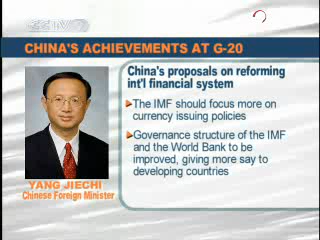 CCTV
CHINA'S ACHIEVEMENTS AT G-20
China's proposals on reforming
int'l financial system
The IMF should focus more on
currency issuing policies
Governance structure of the IMF
and the World Bank to be
improved, giving more say to
developing countries
YANG JIECHI
Chinese Foreign Minister